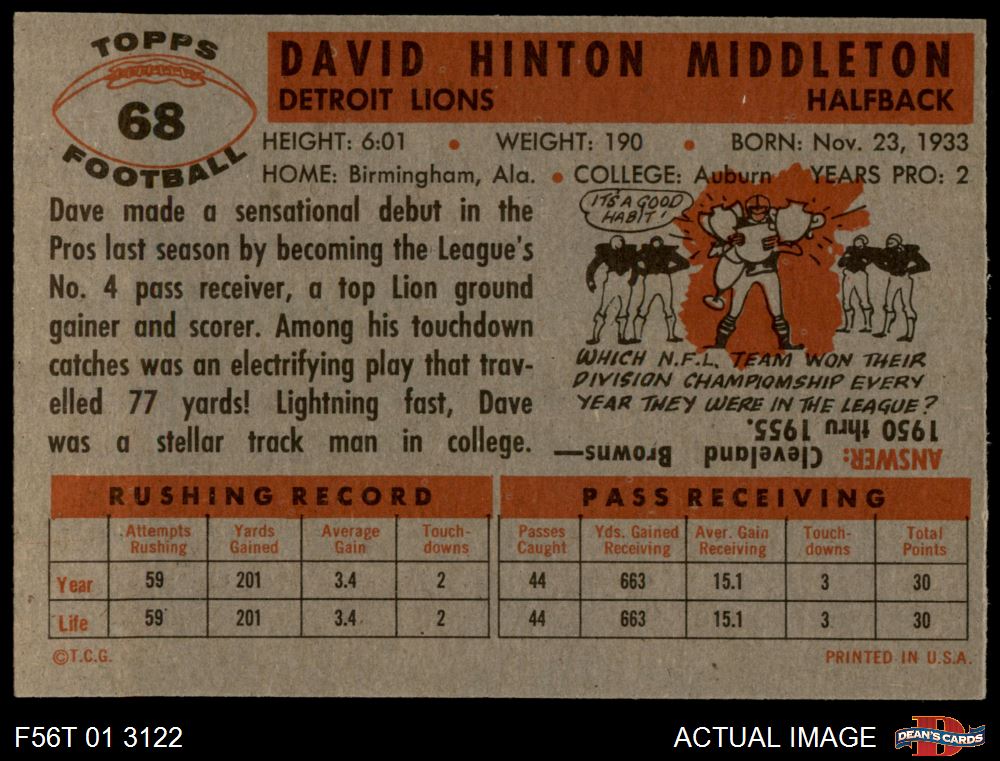 TOPPS
68
FOOTBALL
DAVID HINTON MIDDLETON
DETROIT LIONS HALFBACK
HEIGHT: 6:01 • WEIGHT: 190 • BORN: Nov. 23, 1933
HOME: Birmingham, Ala. • COLLEGE: Auburn YEARS PRO: 2
Dave made a sensational debut in the
Pros last season by becoming the League's
No. 4 pass receiver, a top Lion ground
gainer and scorer. Among his touchdown
catches was an electrifying play that trav-
elled 77 yards! Lightning fast, Dave
was a stellar track man in college.
IT'S A GOOD
HABIT!
WHICH N.F.L. TEAM WON THEIR
DIVISION CHAMPIOMSHIP EVERY
YEAR THEY WERE IN THE LEAGUE?
ANSWER: Cleveland Browns—
1950 thru 1955.
RUSHING RECORD
Attempts Rushing Yards Gained Average Gain Touch-downs
Year 59 201 3.4 2
Life 59 201 3.4 2
PASS RECEIVING
Passes Caught Yds. Gained Receiving Aver. Gain Receiving Touch-downs Total Points
44 663 15.1 3 30
44 663 15.1 3 30
©T.C.G. PRINTED IN U.S.A.
F56T 01 3122 ACTUAL IMAGE DEAN'S CARDS